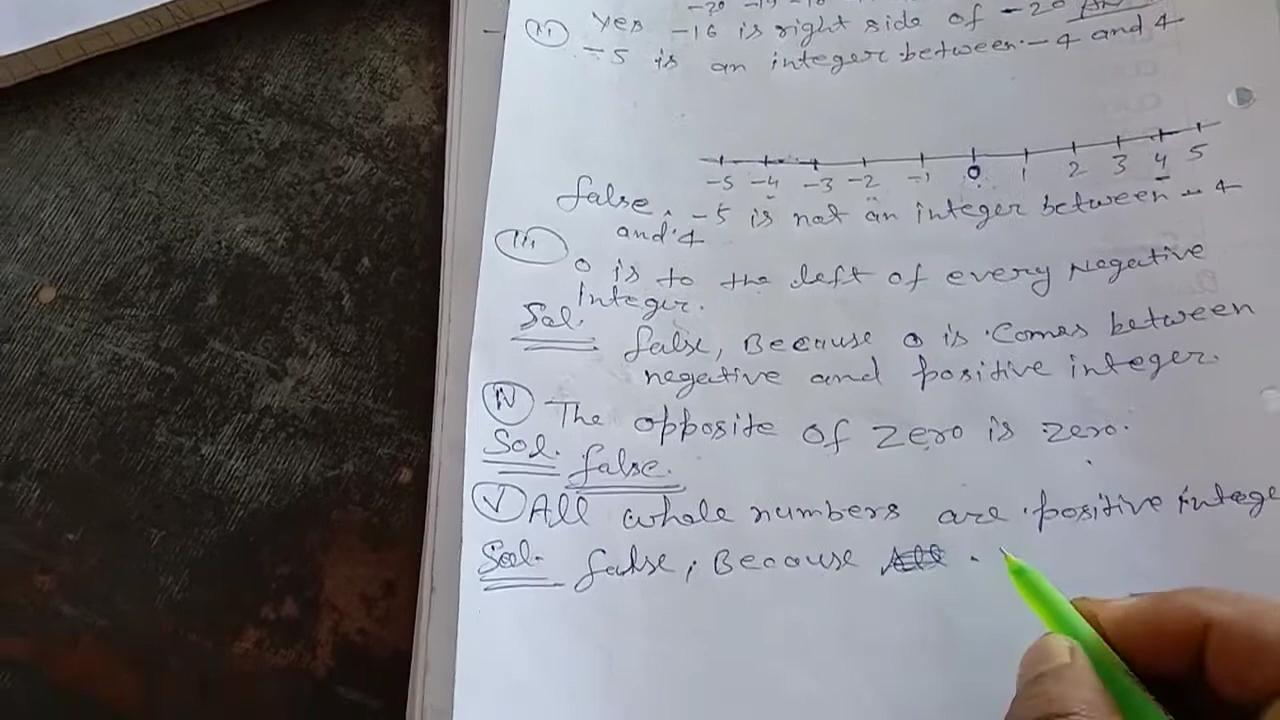 -20 -19 -18
Yes -16 is right side of -20 Ans
(ii) -5 is an integer between -4 and 4
-5 -4 -3 -2 -1 0 1 2 3 4 5
false. -5 is not an integer between -4
and 4
(iii) 0 is to the left of every Negative
integer.
Sol. false, Because 0 is Comes between
negative and positive integer.
(iv) The opposite of zero is zero.
Sol. false.
(v) All whole numbers are positive intege
Sol. false, Because